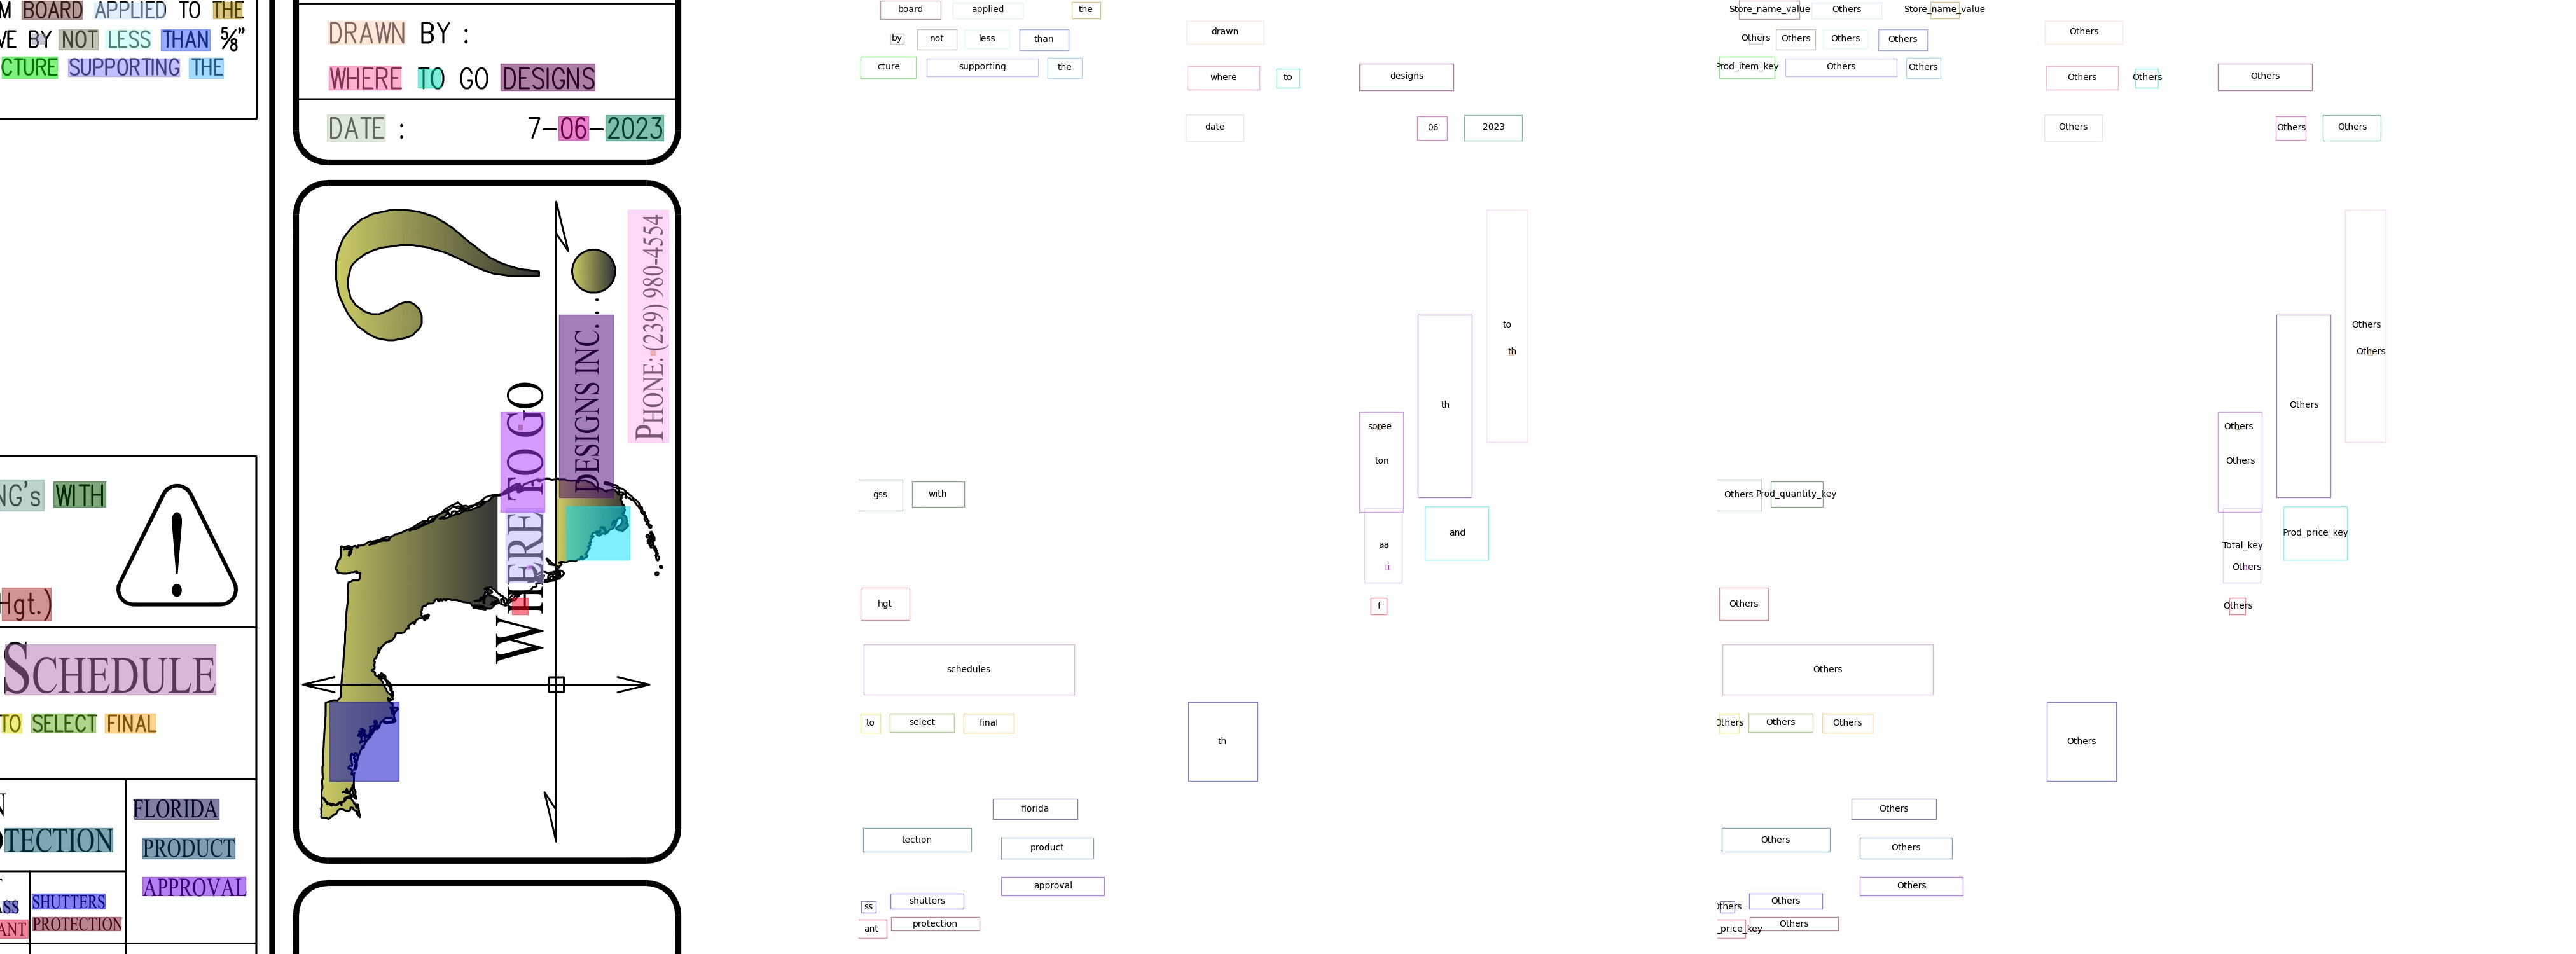 M BOARD APPLIED TO THE
VE BY NOT LESS THAN ⅝"
CTURE SUPPORTING THE
DRAWN BY :
WHERE TO GO DESIGNS
DATE : 7-06-2023
WHERE TO GO
DESIGNS INC. . . .
PHONE: (239) 980-4554
NG's WITH
Hgt.)
SCHEDULE
TO SELECT FINAL
N
OTECTION
FLORIDA
PRODUCT
APPROVAL
T
ASS
ANT
SHUTTERS
PROTECTION
board applied the
by not less than
cture supporting the
drawn
where to designs
date 06 2023
to
th
th
soree
ton
gss with
and
aa
:i
hgt
f
schedules
to select final
th
florida
tection
product
approval
ss shutters
ant protection
Store_name_value Others Store_name_value
Others Others Others Others
Prod_item_key Others Others
Others
Others Others Others
Others Others Others
Others
Others
Others
Others
Others
Others Prod_quantity_key
Prod_price_key
Total_key
Others
Others
Others
Others
Others Others Others
Others
Others
Others
Others
Others
Others Others
_price_key Others